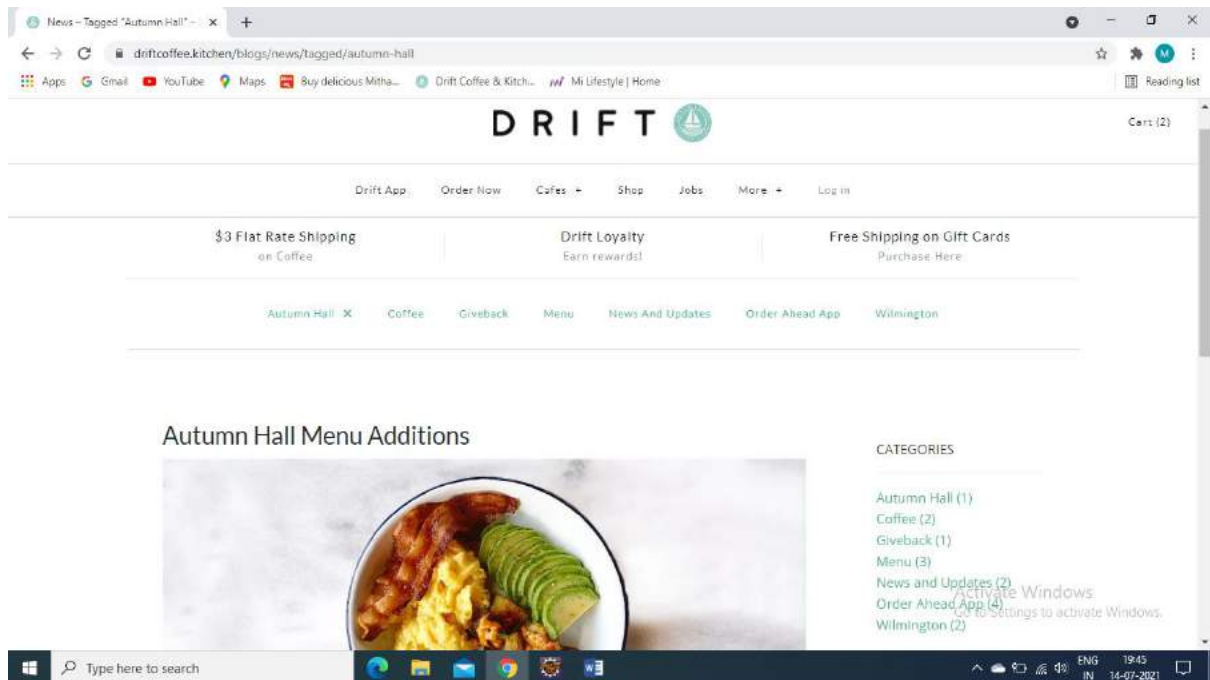 News – Tagged "Autumn Hall" –
driftcoffee.kitchen/blogs/news/tagged/autumn-hall
Apps Gmail YouTube Maps Buy delicious Mitha... Drift Coffee & Kitch... Mi Lifestyle | Home Reading list
DRIFT
Cart (2)
Drift App Order Now Cafes + Shop Jobs More + Log in
$3 Flat Rate Shipping Drift Loyalty Free Shipping on Gift Cards
on Coffee Earn rewards! Purchase Here
Autumn Hall X Coffee Giveback Menu News And Updates Order Ahead App Wilmington
Autumn Hall Menu Additions
CATEGORIES
Autumn Hall (1)
Coffee (2)
Giveback (1)
Menu (3)
News and Updates (2)
Order Ahead App (4)
Wilmington (2)
Activate Windows
Go to Settings to activate Windows.
Type here to search
ENG 19:45
IN 14-07-2021